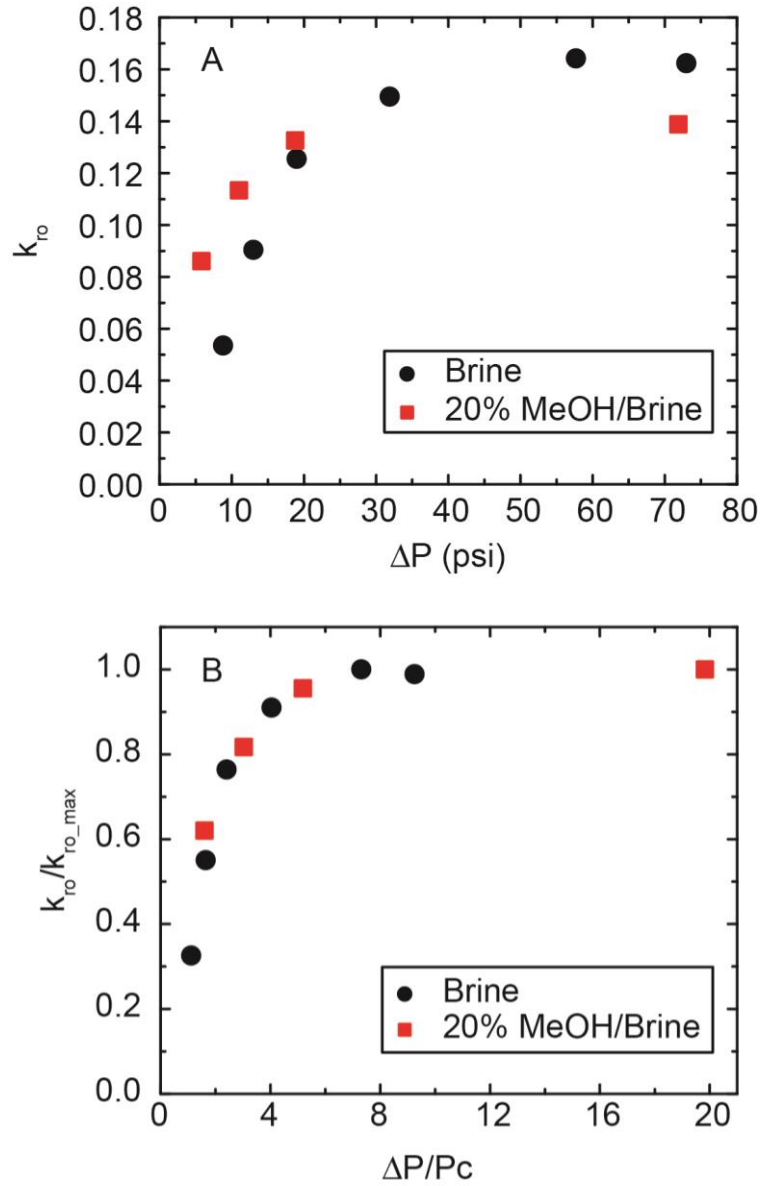 0.18
A
0.16
0.14
0.12
0.10
k_ro
0.08
0.06
0.04
0.02
0.00
Brine
20% MeOH/Brine
0 10 20 30 40 50 60 70 80
ΔP (psi)
B
1.0
0.8
0.6
k_ro/k_ro_max
0.4
0.2
0.0
Brine
20% MeOH/Brine
0 4 8 12 16 20
ΔP/Pc